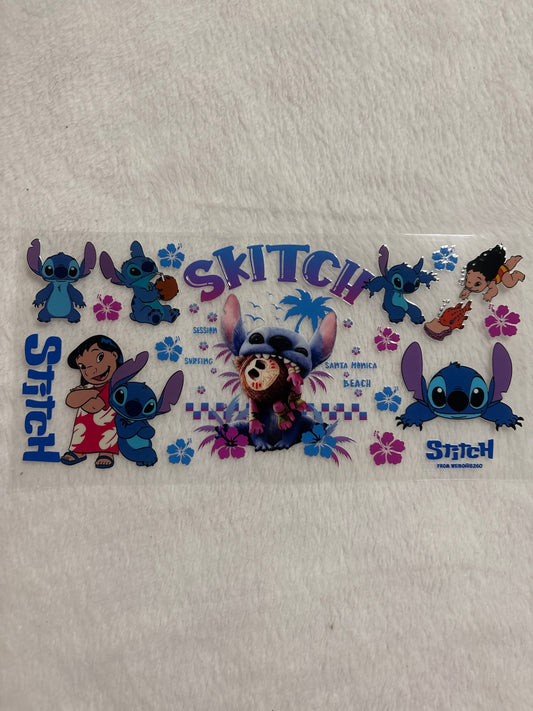 SKITCH
SESSION
SURFING
SANTA MONICA
BEACH
STITCH
STITCH